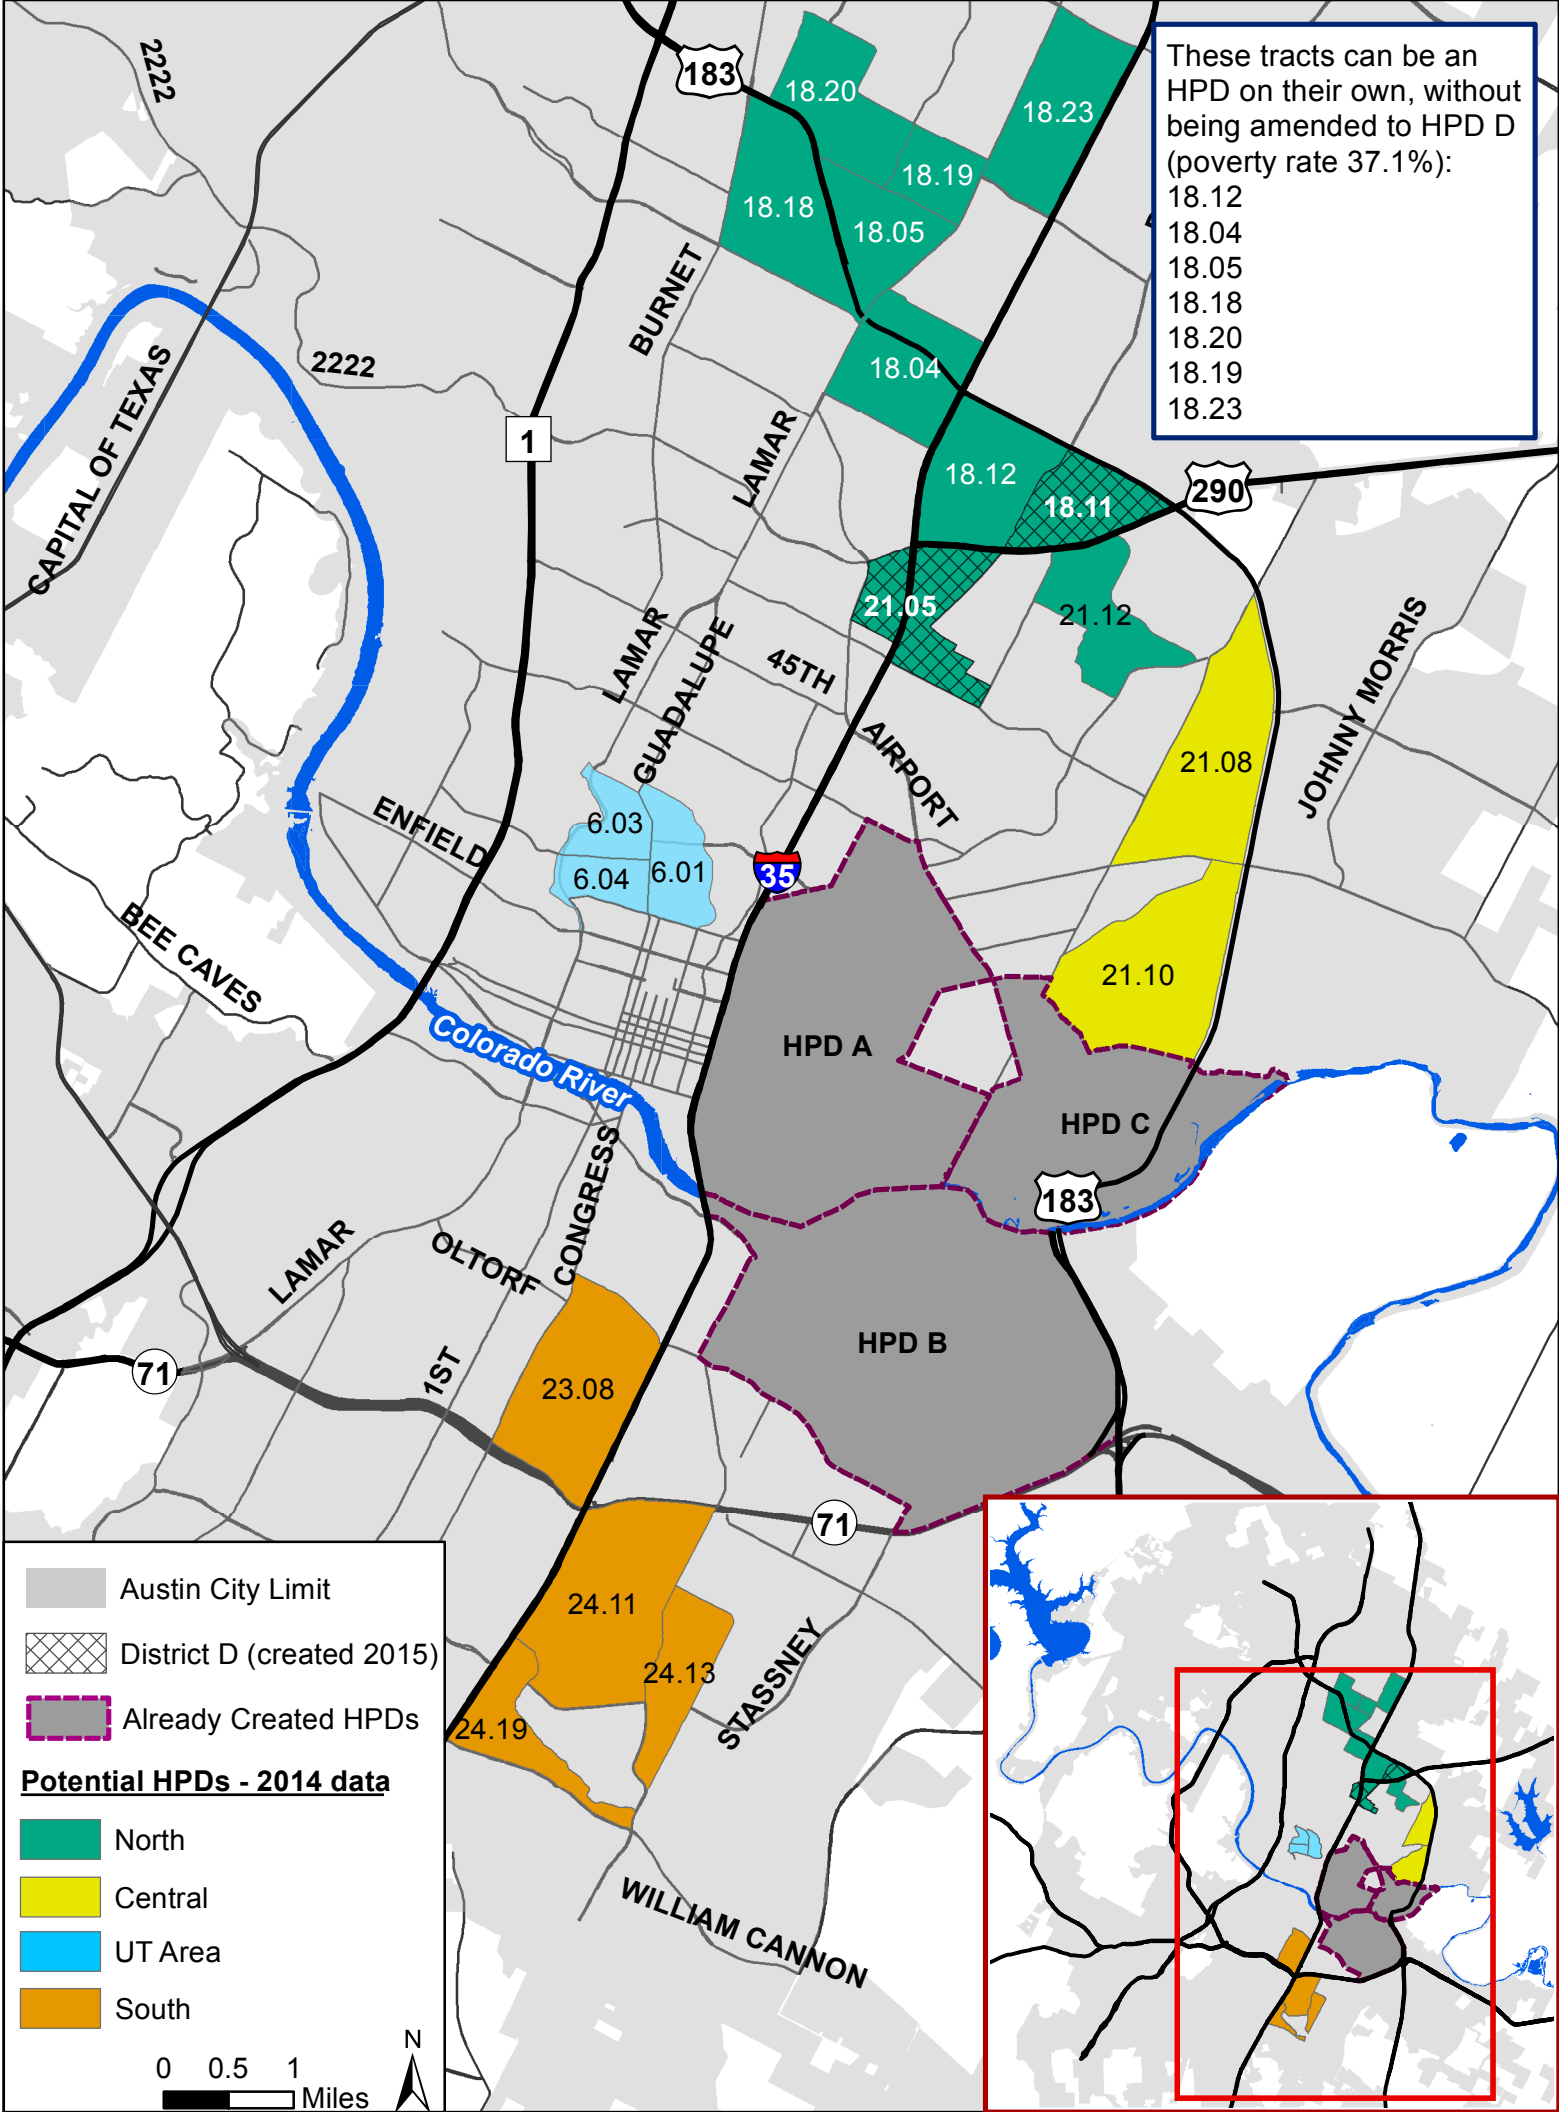 183
18.20
18.23
18.19
18.18
18.05
These tracts can be an
HPD on their own, without
being amended to HPD D
(poverty rate 37.1%):
18.12
18.04
18.05
18.18
18.20
18.19
18.23
2222
BURNET
2222
CAPITAL OF TEXAS
1
18.04
LAMAR
18.12
18.11
290
21.05
21.12
LAMAR
GUADALUPE
45TH
AIRPORT
JOHNNY MORRIS
21.08
ENFIELD
6.03
6.04
6.01
35
BEE CAVES
21.10
Colorado River
HPD A
HPD C
183
CONGRESS
LAMAR
OLTORF
HPD B
71
1ST
23.08
71
24.11
24.13
STASSNEY
24.19
WILLIAM CANNON
Austin City Limit
District D (created 2015)
Already Created HPDs
Potential HPDs - 2014 data
North
Central
UT Area
South
0 0.5 1
Miles
N